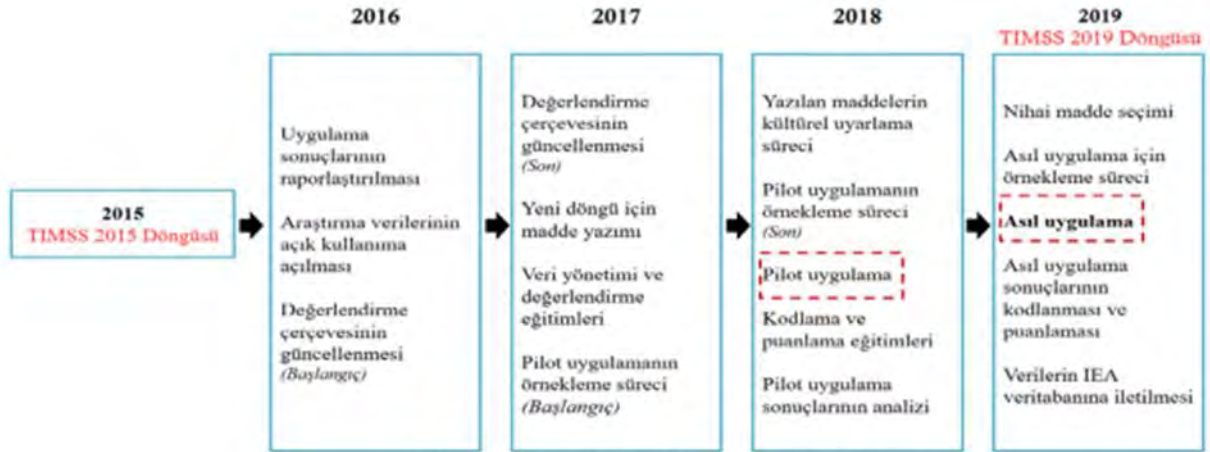 2015
TIMSS 2015 Döngüsü
2016
Uygulama
sonuçlarının
raporlaştırılması
Araştırma verilerinin
açık kullanıma
açılması
Değerlendirme
çerçevesinin
güncellenmesi
(Başlangıç)
2017
Değerlendirme
çerçevesinin
güncellenmesi
(Son)
Yeni döngü için
madde yazımı
Veri yönetimi ve
değerlendirme
eğitimleri
Pilot uygulamanın
örnekleme süreci
(Başlangıç)
2018
Yazılan maddelerin
kültürel uyarlama
süreci
Pilot uygulamanın
örnekleme süreci
(Son)
Pilot uygulama
Kodlama ve
puanlama eğitimleri
Pilot uygulama
sonuçlarının analizi
2019
TIMSS 2019 Döngüsü
Nihai madde seçimi
Asıl uygulama için
örnekleme süreci
Asıl uygulama
Asıl uygulama
sonuçlarının
kodlanması ve
puanlaması
Verilerin IEA
veritabanına iletilmesi